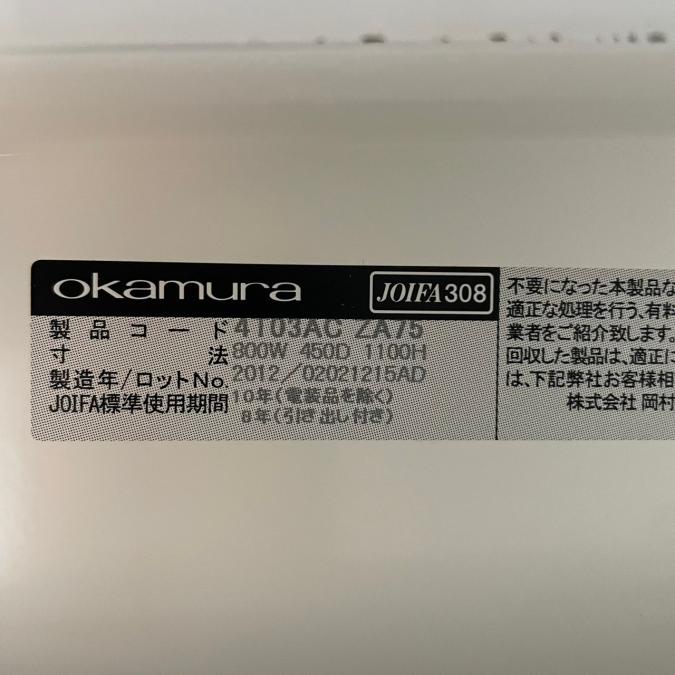 okamura
JOIFA308
製品コード 4103AC ZA75
寸法 800W 450D 1100H
製造年/ロットNo. 2012/02021215AD
JOIFA標準使用期間 10年(電装品を除く)
8年(引き出し付き)
不要になった本製品な
適正な処理を行う、有料
業者をご紹介致します。
回収した製品は、適正に
は、下記弊社お客様相
株式会社 岡村